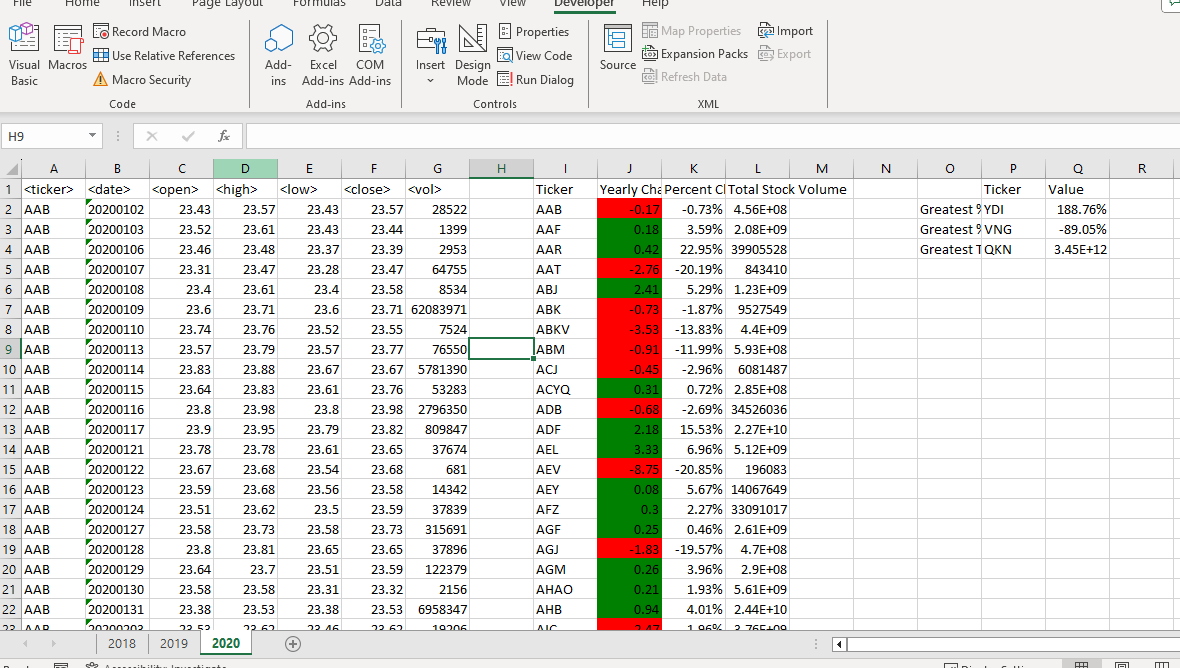 File Home Insert Page Layout Formulas Data Review View Developer Help
Visual Basic Macros Record Macro Use Relative References Macro Security Code
Add-ins Excel Add-ins COM Add-ins Add-ins
Insert Design Mode Properties View Code Run Dialog Controls
Source Map Properties Expansion Packs Refresh Data Import Export XML
H9 fx
A B C D E F G H I J K L M N O P Q R
1 <ticker> <date> <open> <high> <low> <close> <vol> Ticker Yearly Cha Percent C Total Stock Volume Ticker Value
2 AAB 20200102 23.43 23.57 23.43 23.57 28522 AAB -0.17 -0.73% 4.56E+08 Greatest % YDI 188.76%
3 AAB 20200103 23.52 23.61 23.43 23.44 1399 AAF 0.18 3.59% 2.08E+09 Greatest % VNG -89.05%
4 AAB 20200106 23.46 23.48 23.37 23.39 2953 AAR 0.42 22.95% 39905528 Greatest T QKN 3.45E+12
5 AAB 20200107 23.31 23.47 23.28 23.47 64755 AAT -2.76 -20.19% 843410
6 AAB 20200108 23.4 23.61 23.4 23.58 8534 ABJ 2.41 5.29% 1.23E+09
7 AAB 20200109 23.6 23.71 23.6 23.71 62083971 ABK -0.73 -1.87% 9527549
8 AAB 20200110 23.74 23.76 23.52 23.55 7524 ABKV -3.53 -13.83% 4.4E+09
9 AAB 20200113 23.57 23.79 23.57 23.77 76550 ABM -0.91 -11.99% 5.93E+08
10 AAB 20200114 23.83 23.88 23.67 23.67 5781390 ACJ -0.45 -2.96% 6081487
11 AAB 20200115 23.64 23.83 23.61 23.76 53283 ACYQ 0.31 0.72% 2.85E+08
12 AAB 20200116 23.8 23.98 23.8 23.98 2796350 ADB -0.68 -2.69% 34526036
13 AAB 20200117 23.9 23.95 23.79 23.82 809847 ADF 2.18 15.53% 2.27E+10
14 AAB 20200121 23.78 23.78 23.61 23.65 37674 AEL 3.33 6.96% 5.12E+09
15 AAB 20200122 23.67 23.68 23.54 23.68 681 AEV -8.75 -20.85% 196083
16 AAB 20200123 23.59 23.68 23.56 23.58 14342 AEY 0.08 5.67% 14067649
17 AAB 20200124 23.51 23.62 23.5 23.59 37839 AFZ 0.3 2.27% 33091017
18 AAB 20200127 23.58 23.73 23.58 23.73 315691 AGF 0.25 0.46% 2.61E+09
19 AAB 20200128 23.8 23.81 23.65 23.65 37896 AGJ -1.83 -19.57% 4.7E+08
20 AAB 20200129 23.64 23.7 23.51 23.59 122379 AGM 0.26 3.96% 2.9E+08
21 AAB 20200130 23.58 23.58 23.31 23.32 2156 AHAO 0.21 1.93% 5.61E+09
22 AAB 20200131 23.38 23.53 23.38 23.53 6958347 AHB 0.94 4.01% 2.44E+10
23 AAB 20200203 23.53 23.62 23.46 23.62 19206 1.96% 3.76E+09
2018 2019 2020
Accessibility: Investigate